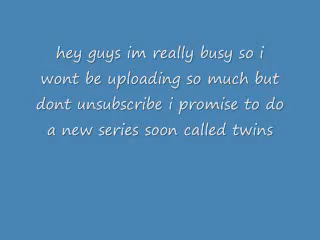 hey guys im really busy so i
wont be uploading so much but
dont unsubscribe i promise to do
a new series soon called twins